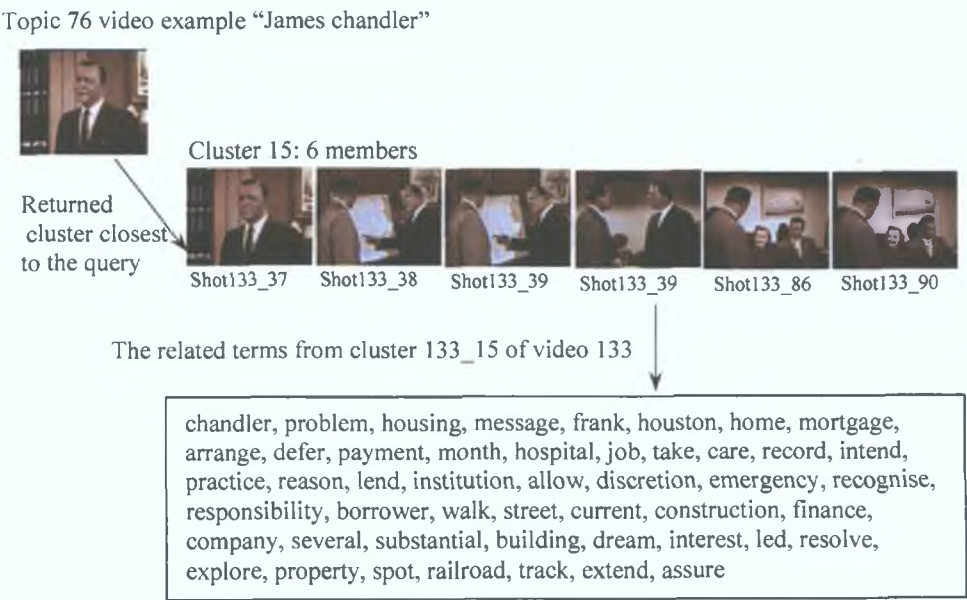 Topic 76 video example “James chandler”
Cluster 15: 6 members
Returned
cluster closest
to the query
Shot133_37 Shot133_38 Shot133_39 Shot133_39 Shot133_86 Shot133_90
The related terms from cluster 133_15 of video 133
chandler, problem, housing, message, frank, houston, home, mortgage,
arrange, defer, payment, month, hospital, job, take, care, record, intend,
practice, reason, lend, institution, allow, discretion, emergency, recognise,
responsibility, borrower, walk, street, current, construction, finance,
company, several, substantial, building, dream, interest, led, resolve,
explore, property, spot, railroad, track, extend, assure